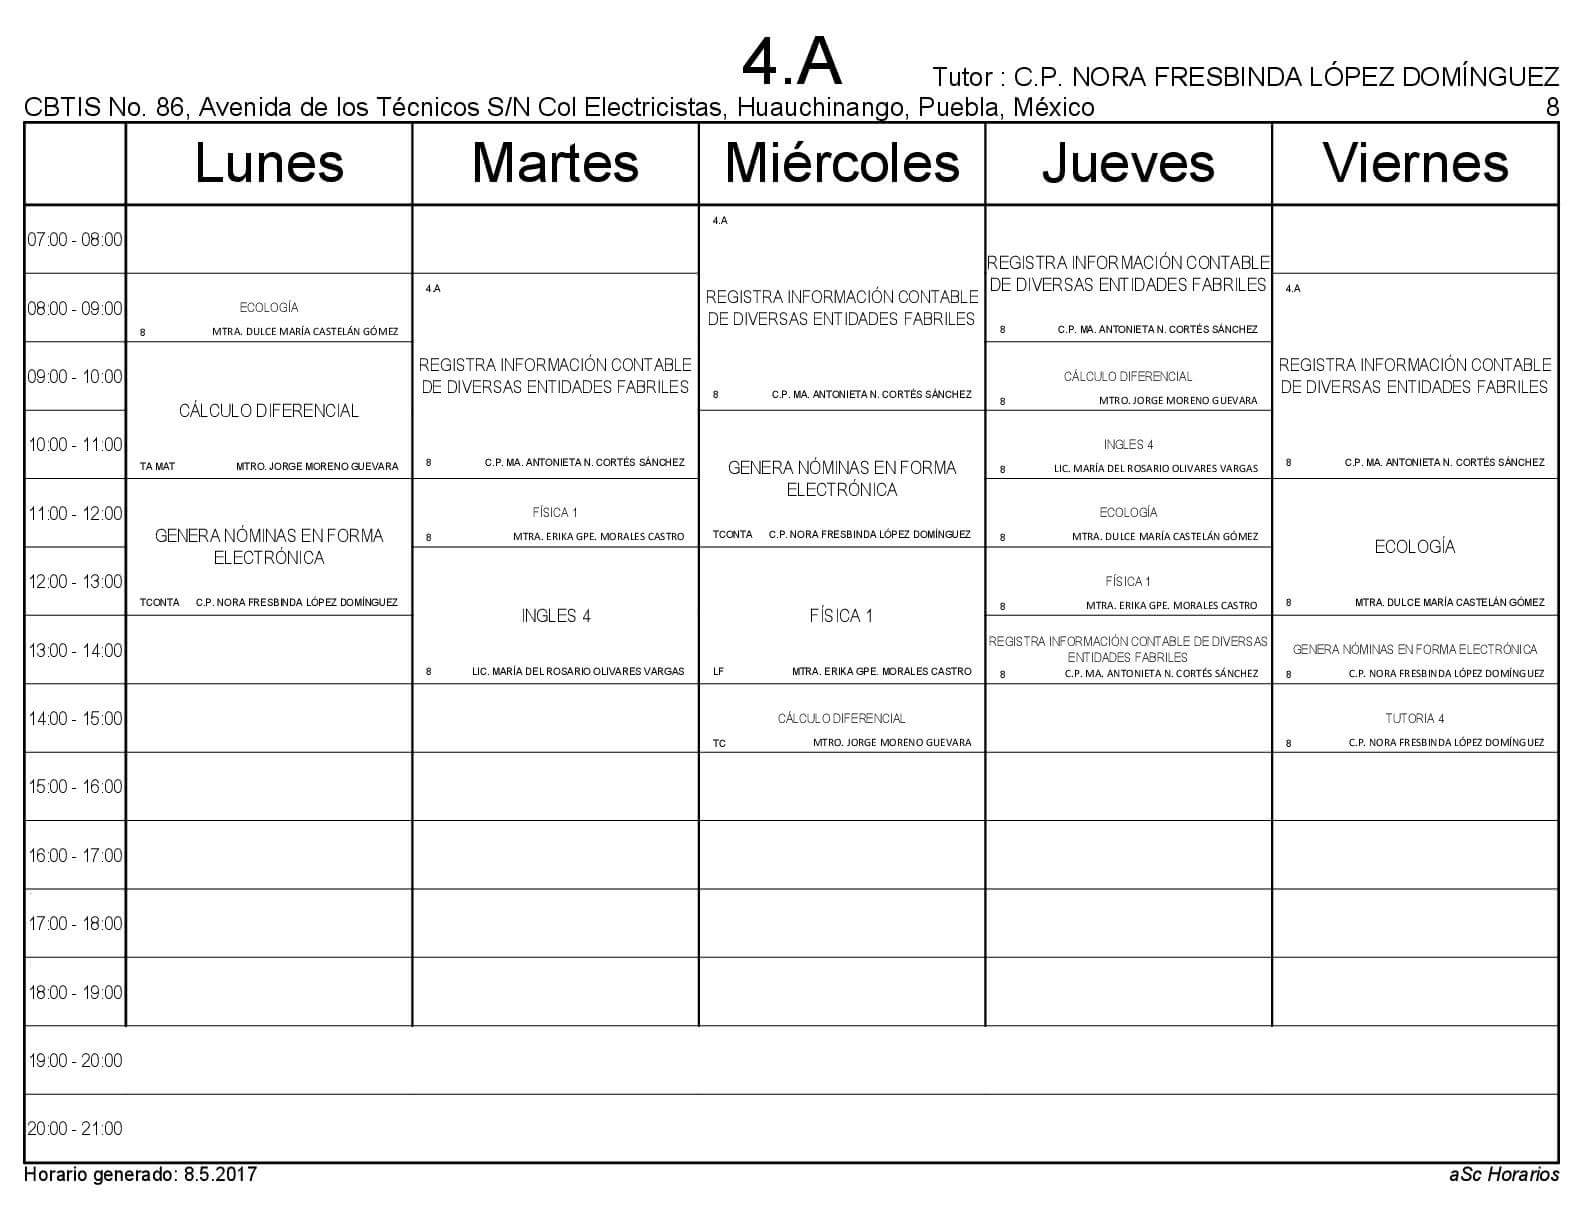 4.A
Tutor : C.P. NORA FRESBINDA LÓPEZ DOMÍNGUEZ
CBTIS No. 86, Avenida de los Técnicos S/N Col Electricistas, Huauchinango, Puebla, México
8
Lunes
Martes
Miércoles
Jueves
Viernes
07:00 - 08:00
08:00 - 09:00
09:00 - 10:00
10:00 - 11:00
11:00 - 12:00
12:00 - 13:00
13:00 - 14:00
14:00 - 15:00
15:00 - 16:00
16:00 - 17:00
17:00 - 18:00
18:00 - 19:00
19:00 - 20:00
20:00 - 21:00
ECOLOGÍA
8 MTRA. DULCE MARÍA CASTELÁN GÓMEZ
CÁLCULO DIFERENCIAL
TA MAT MTRO. JORGE MORENO GUEVARA
GENERA NÓMINAS EN FORMA
ELECTRÓNICA
TCONTA C.P. NORA FRESBINDA LÓPEZ DOMÍNGUEZ
4.A
REGISTRA INFORMACIÓN CONTABLE
DE DIVERSAS ENTIDADES FABRILES
8 C.P. MA. ANTONIETA N. CORTÉS SÁNCHEZ
FÍSICA 1
8 MTRA. ERIKA GPE. MORALES CASTRO
INGLES 4
8 LIC. MARÍA DEL ROSARIO OLIVARES VARGAS
4.A
REGISTRA INFORMACIÓN CONTABLE
DE DIVERSAS ENTIDADES FABRILES
8 C.P. MA. ANTONIETA N. CORTÉS SÁNCHEZ
GENERA NÓMINAS EN FORMA
ELECTRÓNICA
TCONTA C.P. NORA FRESBINDA LÓPEZ DOMÍNGUEZ
FÍSICA 1
LF MTRA. ERIKA GPE. MORALES CASTRO
CÁLCULO DIFERENCIAL
TC MTRO. JORGE MORENO GUEVARA
REGISTRA INFORMACIÓN CONTABLE
DE DIVERSAS ENTIDADES FABRILES
8 C.P. MA. ANTONIETA N. CORTÉS SÁNCHEZ
CÁLCULO DIFERENCIAL
8 MTRO. JORGE MORENO GUEVARA
INGLES 4
8 LIC. MARÍA DEL ROSARIO OLIVARES VARGAS
ECOLOGÍA
8 MTRA. DULCE MARÍA CASTELÁN GÓMEZ
FÍSICA 1
8 MTRA. ERIKA GPE. MORALES CASTRO
REGISTRA INFORMACIÓN CONTABLE DE DIVERSAS
ENTIDADES FABRILES
8 C.P. MA. ANTONIETA N. CORTÉS SÁNCHEZ
4.A
REGISTRA INFORMACIÓN CONTABLE
DE DIVERSAS ENTIDADES FABRILES
8 C.P. MA. ANTONIETA N. CORTÉS SÁNCHEZ
ECOLOGÍA
8 MTRA. DULCE MARÍA CASTELÁN GÓMEZ
GENERA NÓMINAS EN FORMA ELECTRÓNICA
8 C.P. NORA FRESBINDA LÓPEZ DOMÍNGUEZ
TUTORIA 4
8 C.P. NORA FRESBINDA LÓPEZ DOMÍNGUEZ
Horario generado: 8.5.2017
aSc Horarios